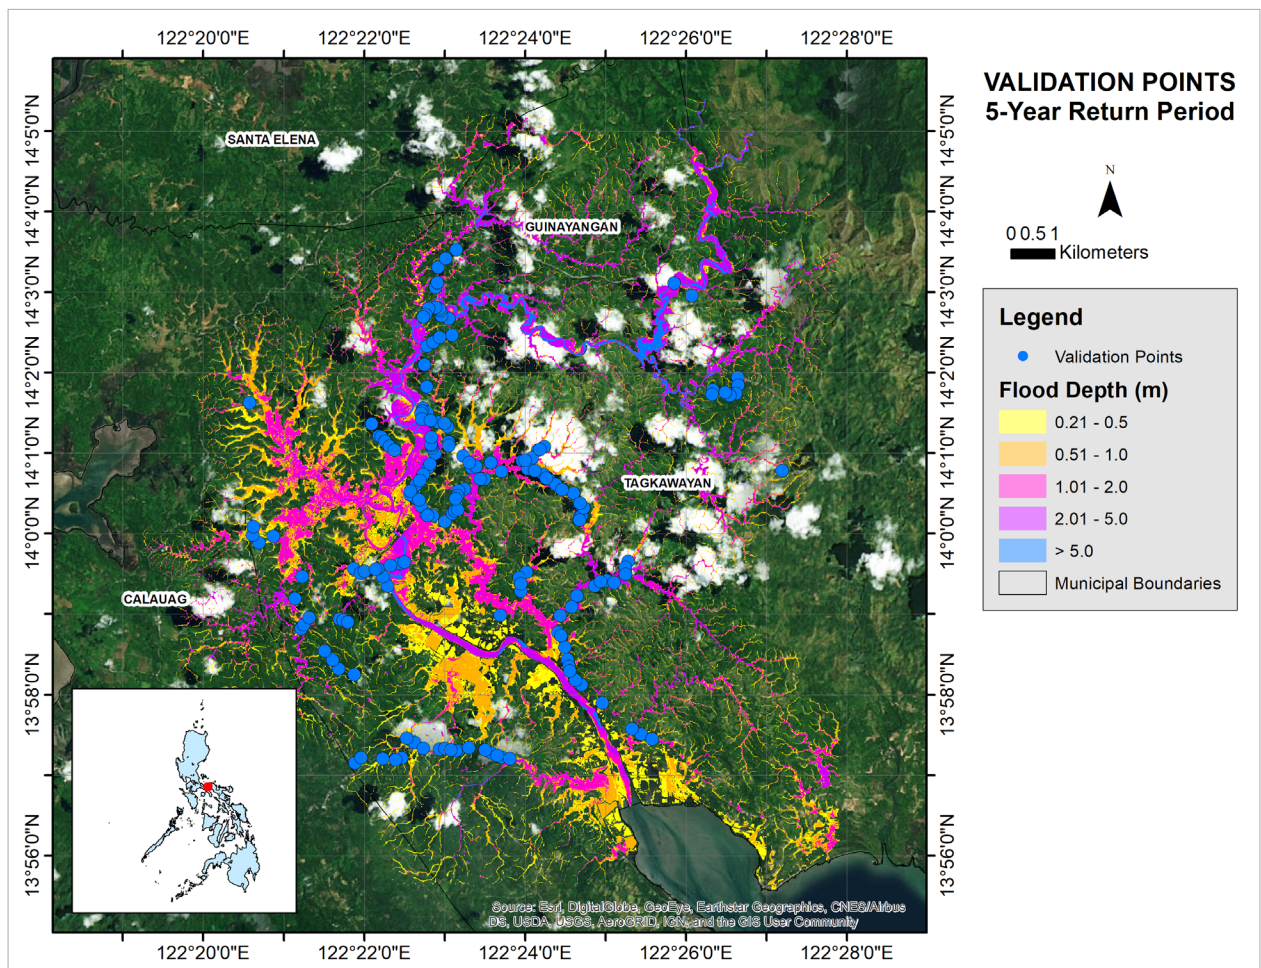 122°20'0"E
122°22'0"E
122°24'0"E
122°26'0"E
122°28'0"E
14°5'0"N
14°4'0"N
14°3'0"N
14°2'0"N
14°1'0"N
14°0'0"N
13°58'0"N
13°56'0"N
SANTA ELENA
GUINAYANGAN
TAGKAWAYAN
CALAUAG
14°5'0"N
14°4'0"N
14°3'0"N
14°2'0"N
14°1'0"N
14°0'0"N
13°58'0"N
13°56'0"N
Source: Esri, DigitalGlobe, GeoEye, Earthstar Geographics, CNES/Airbus
DS, USDA, USGS, AeroGRID, IGN, and the GIS User Community
122°20'0"E
122°22'0"E
122°24'0"E
122°26'0"E
122°28'0"E
VALIDATION POINTS
5-Year Return Period
N
0 0.5 1
Kilometers
Legend
Validation Points
Flood Depth (m)
0.21 - 0.5
0.51 - 1.0
1.01 - 2.0
2.01 - 5.0
> 5.0
Municipal Boundaries